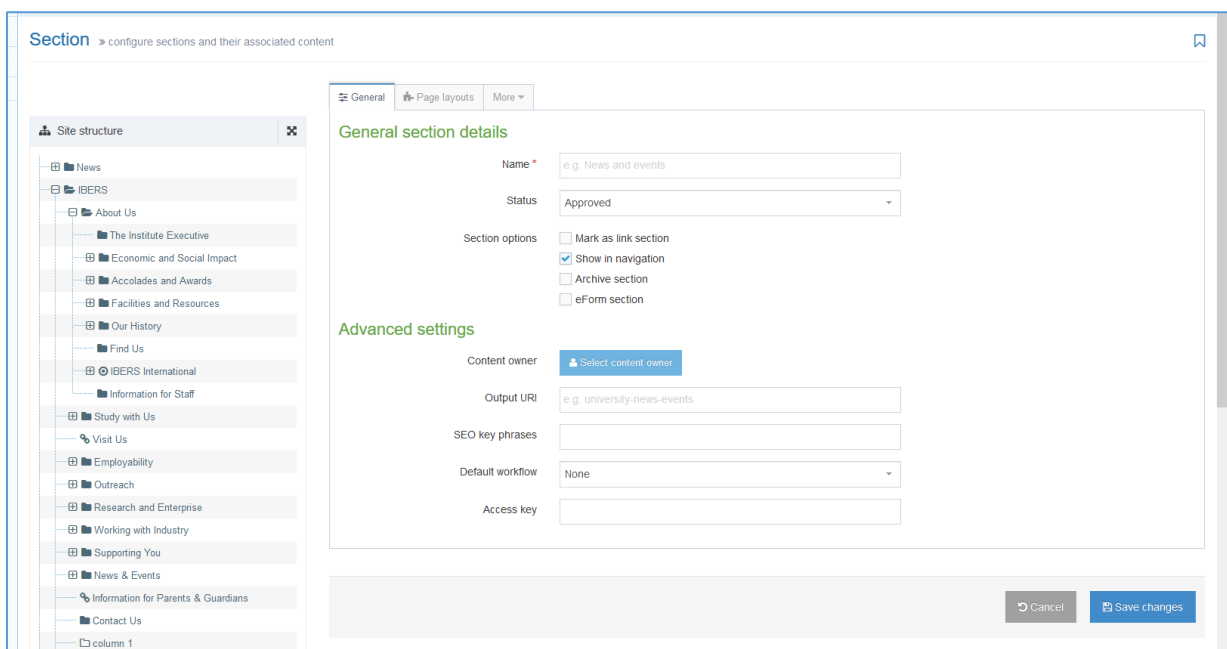 Section » configure sections and their associated content
General Page layouts More
Site structure
News
IBERS
About Us
The Institute Executive
Economic and Social Impact
Accolades and Awards
Facilities and Resources
Our History
Find Us
IBERS International
Information for Staff
Study with Us
Visit Us
Employability
Outreach
Research and Enterprise
Working with Industry
Supporting You
News & Events
Information for Parents & Guardians
Contact Us
column 1
General section details
Name * e.g. News and events
Status Approved
Section options Mark as link section
Show in navigation
Archive section
eForm section
Advanced settings
Content owner Select content owner
Output URI e.g. university-news-events
SEO key phrases
Default workflow None
Access key
Cancel Save changes